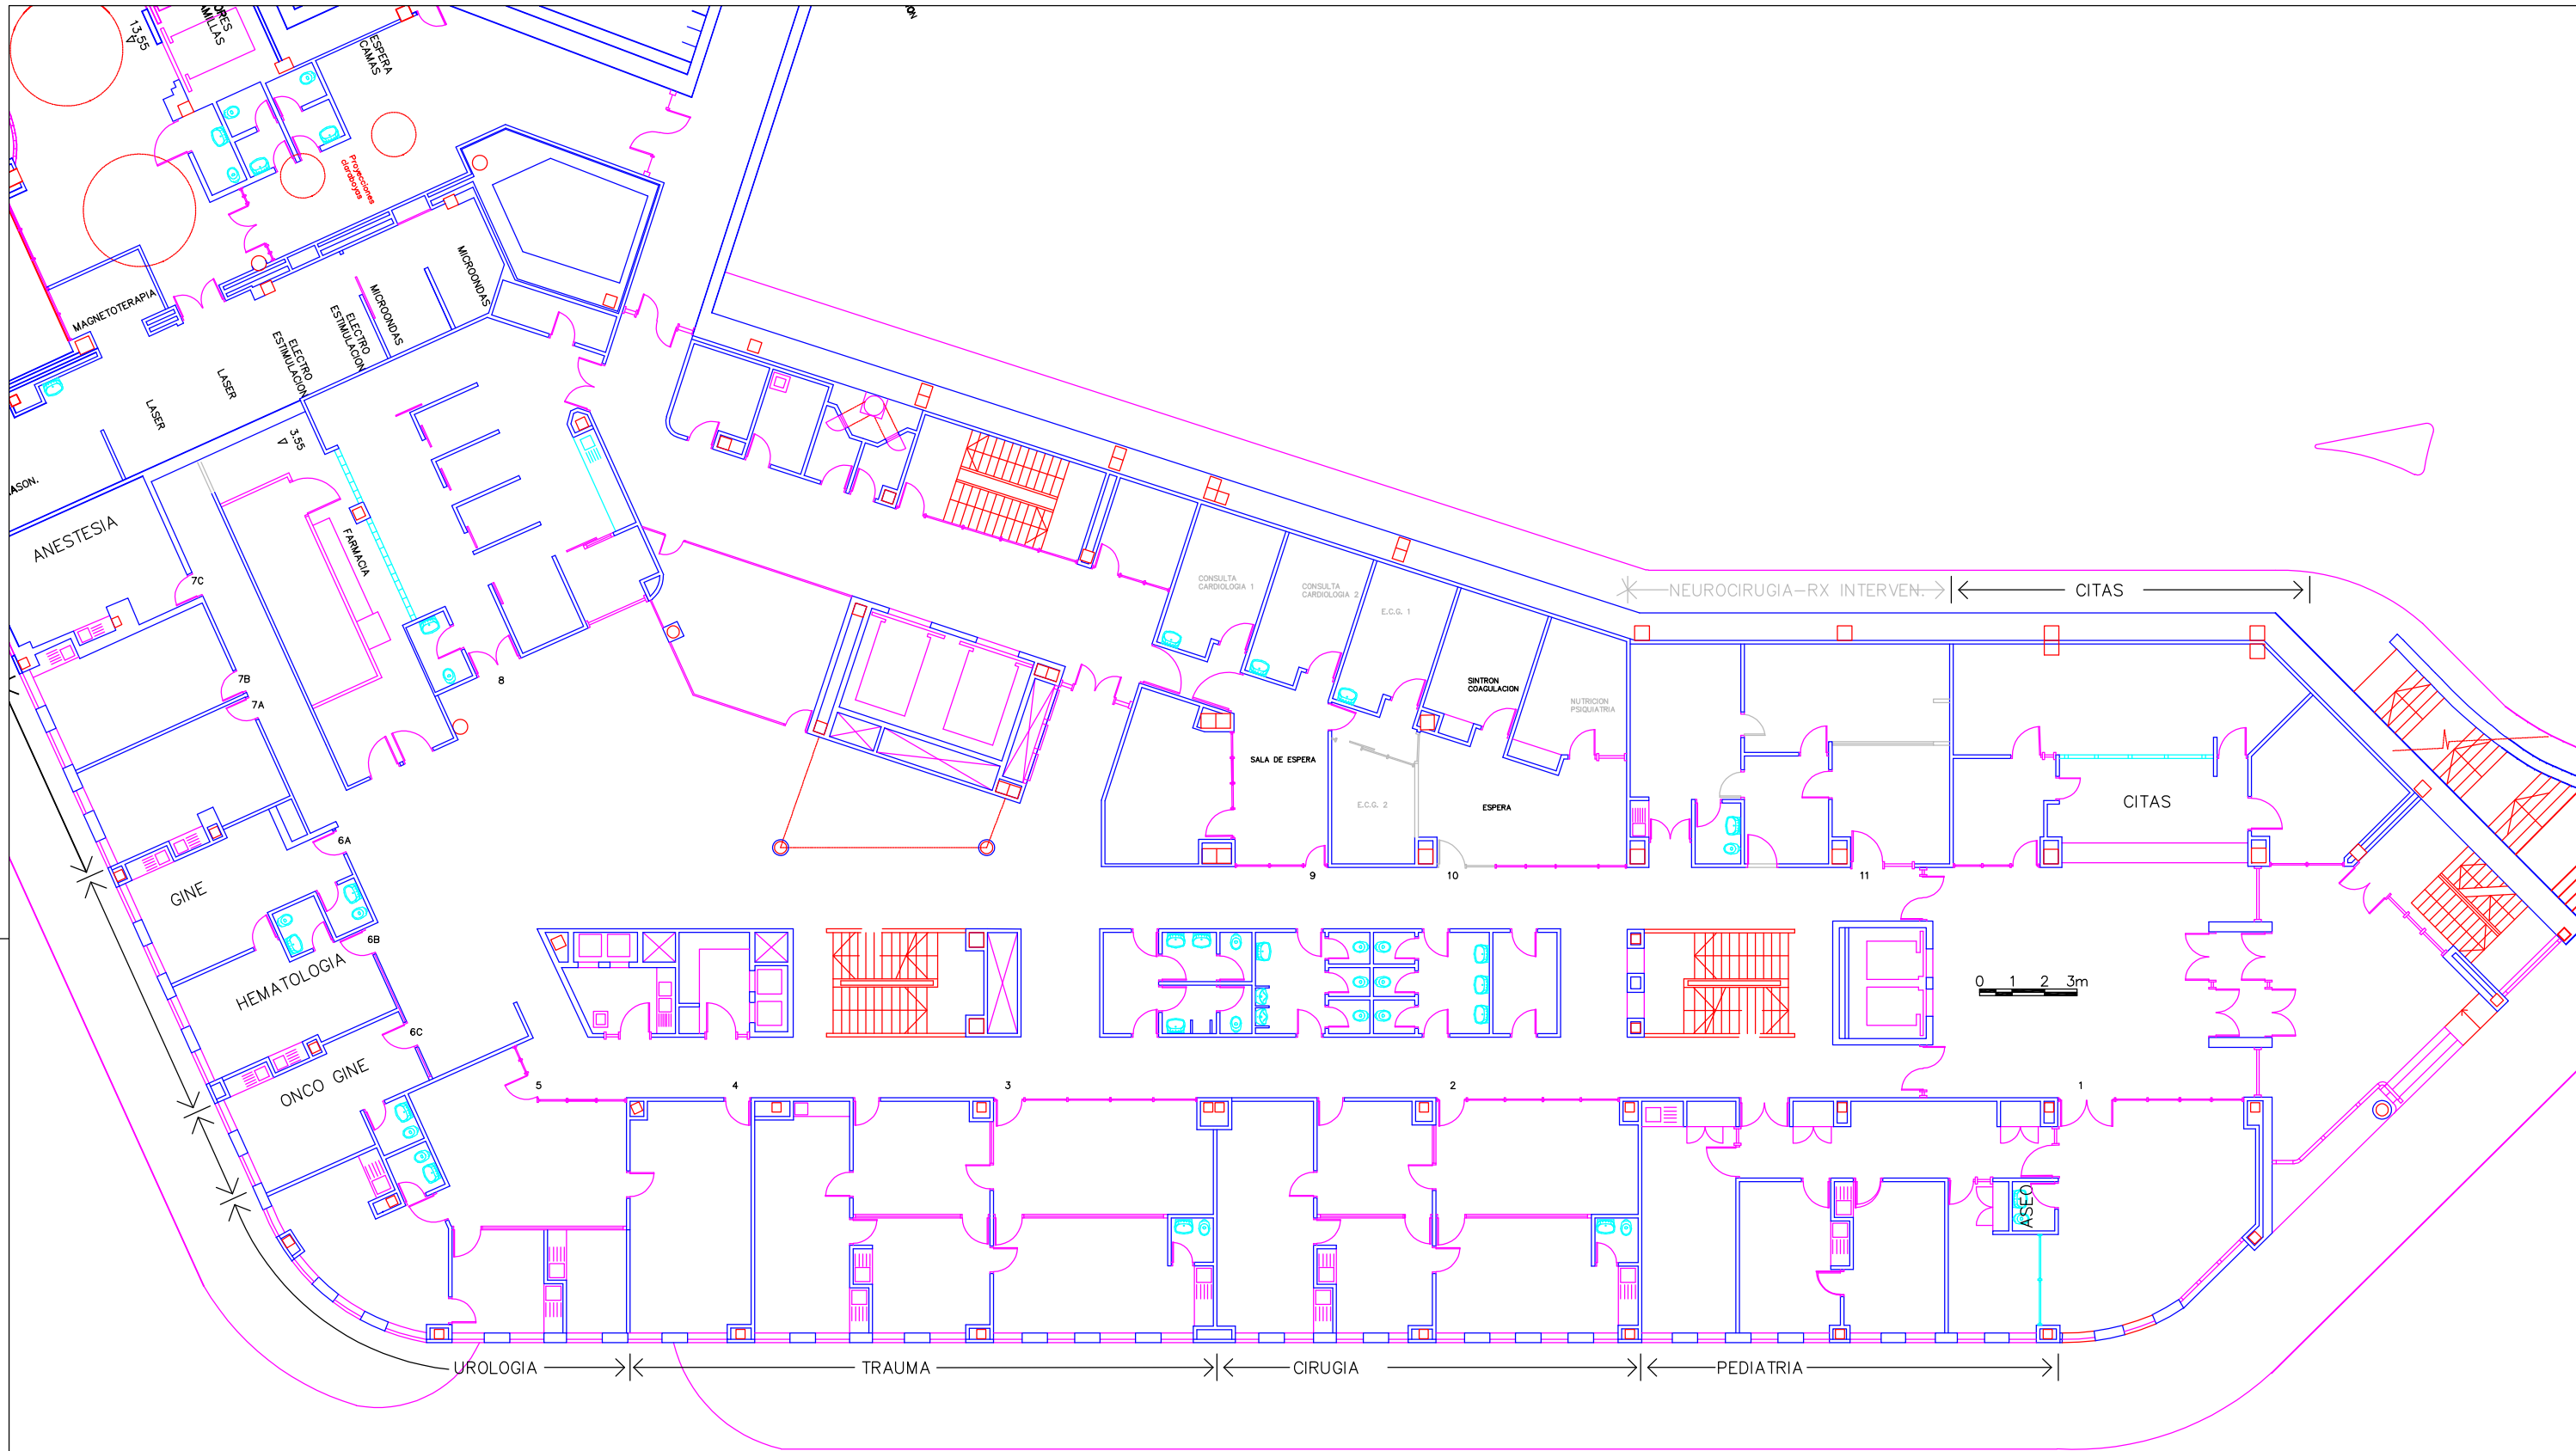 13,55
ESPERA
CAMAS
Proyecciones
claraboyas
MAGNETOTERAPIA
MICROONDAS
MICROONDAS
ELECTRO
ESTIMULACION
ELECTRO
ESTIMULACION
LASER
LASER
3,55
ANESTESIA
FARMACIA
7C
7B
7A
8
CONSULTA
CARDIOLOGIA 1
CONSULTA
CARDIOLOGIA 2
E.C.G. 1
SINTRON
COAGULACION
NUTRICION
PSIQUIATRIA
NEUROCIRUGIA-RX INTERVEN.
CITAS
SALA DE ESPERA
E.C.G. 2
ESPERA
CITAS
6A
GINE
9
10
11
6B
HEMATOLOGIA
0 1 2 3m
6C
ONCO GINE
5
4
3
2
1
ASEO
UROLOGIA
TRAUMA
CIRUGIA
PEDIATRIA